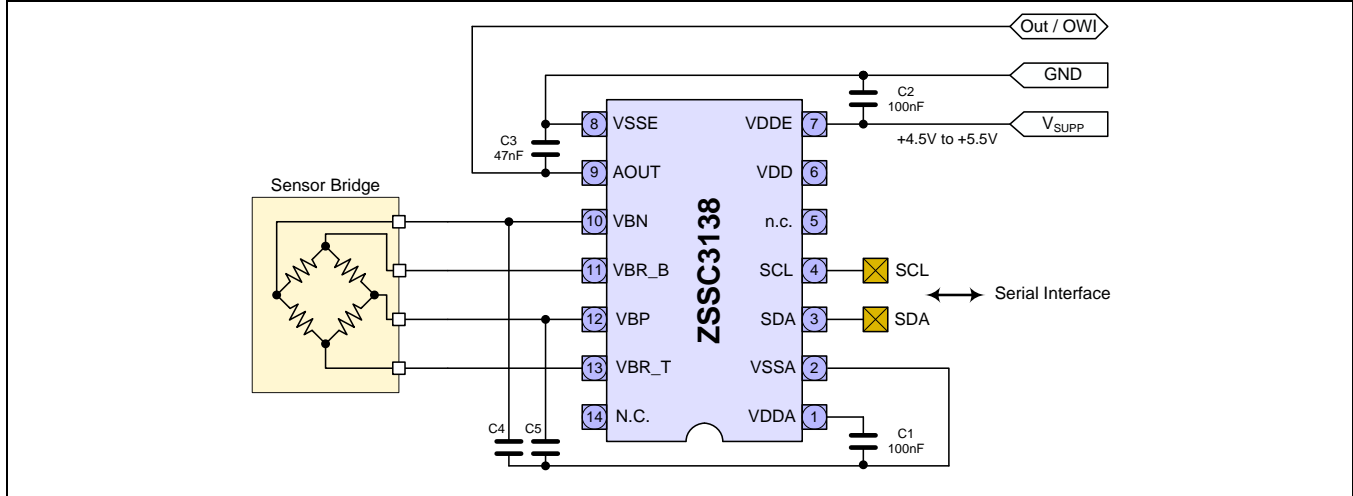 Out / OWI
GND
C2
100nF
V_SUPP
+4.5V to +5.5V
C3
47nF
8 VSSE
VDDE 7
9 AOUT
VDD 6
Sensor Bridge
10 VBN
n.c. 5
11 VBR_B
SCL 4
SCL
Serial Interface
12 VBP
SDA 3
SDA
13 VBR_T
VSSA 2
14 N.C.
VDDA 1
ZSSC3138
C4
C5
C1
100nF